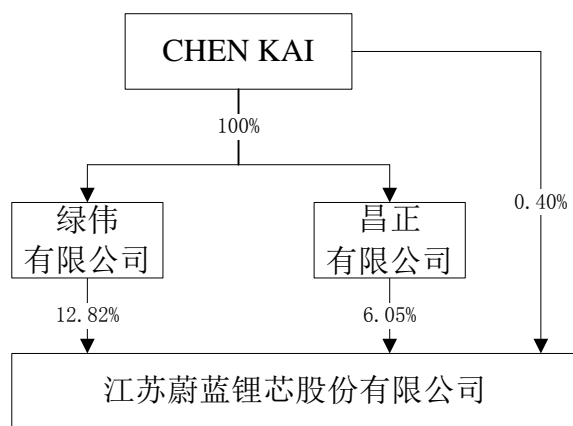 CHEN KAI
100%
绿伟
有限公司
昌正
有限公司
0.40%
12.82%
6.05%
江苏蔚蓝锂芯股份有限公司